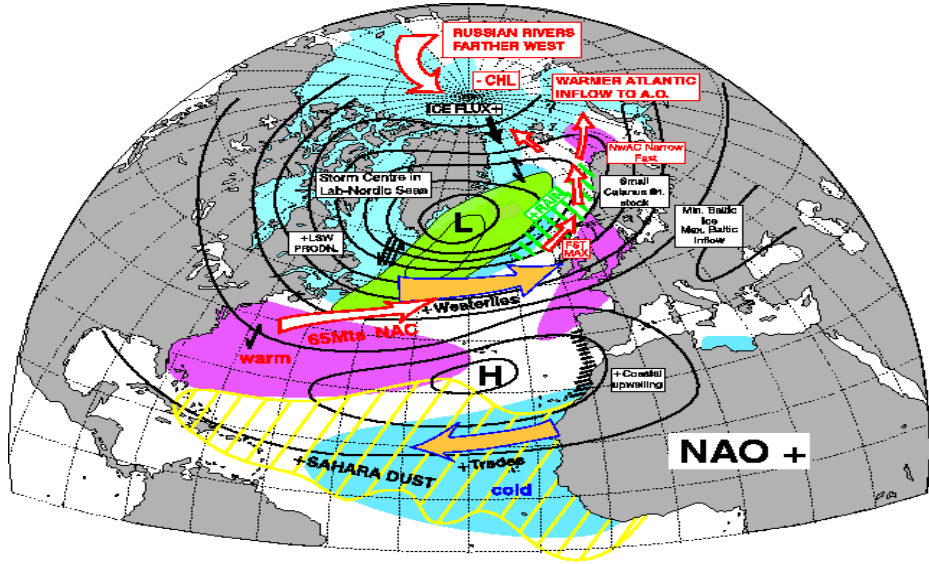 RUSSIAN RIVERS
FARTHER WEST
- CHL
WARMER ATLANTIC
INFLOW TO A.O.
ICE FLUX+
NwAC Narrow
Fast
Storm Centre in
Lab-Nordic Seas
Small
Calanus fin.
stock
L
+RAIN
Min. Baltic
Ice
Max. Baltic
Inflow
+LSW
PRODN.
FST
MAX
+Westerlies
65Mts NAC
warm
H
+Coastal
upwelling
NAO +
+SAHARA DUST
+Trades
cold